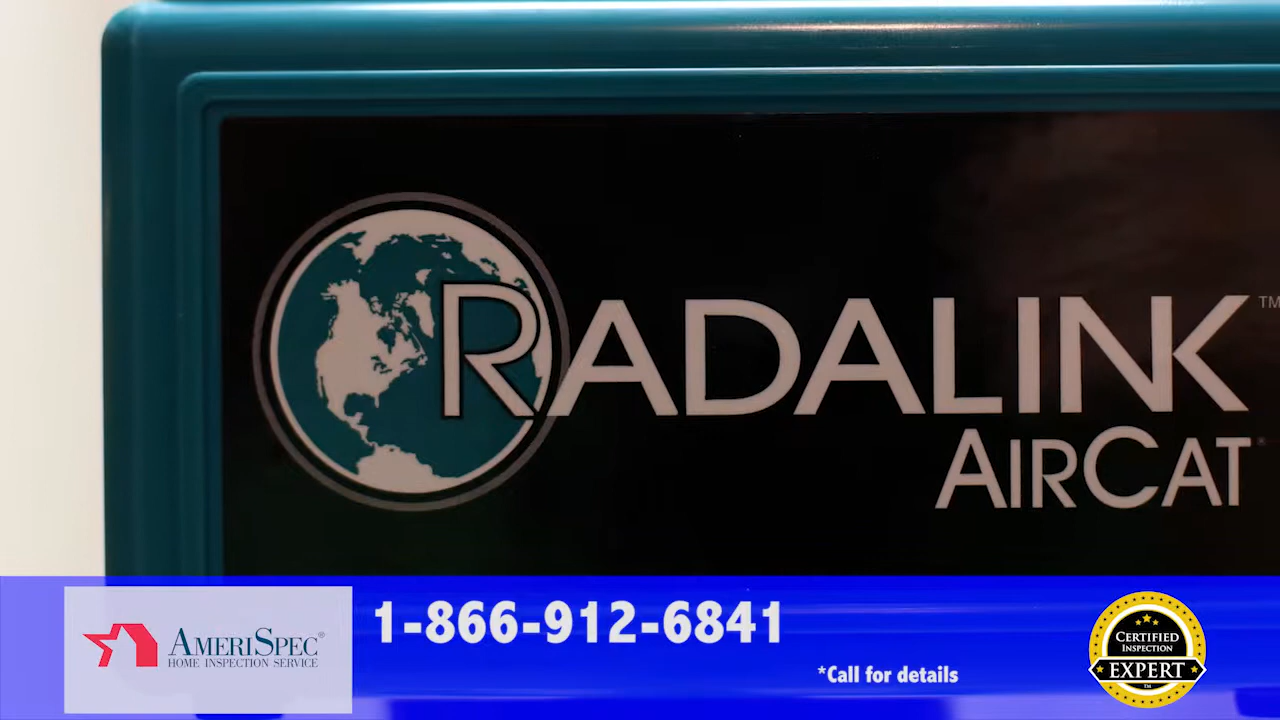 RADALINK™
AIRCAT
AMERISPEC®
HOME INSPECTION SERVICE
1-866-912-6841
*Call for details
CERTIFIED
INSPECTION
EXPERT